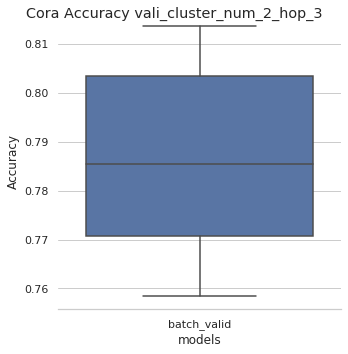 Cora Accuracy vali_cluster_num_2_hop_3
0.81
0.80
0.79
0.78
0.77
0.76
Accuracy
batch_valid
models